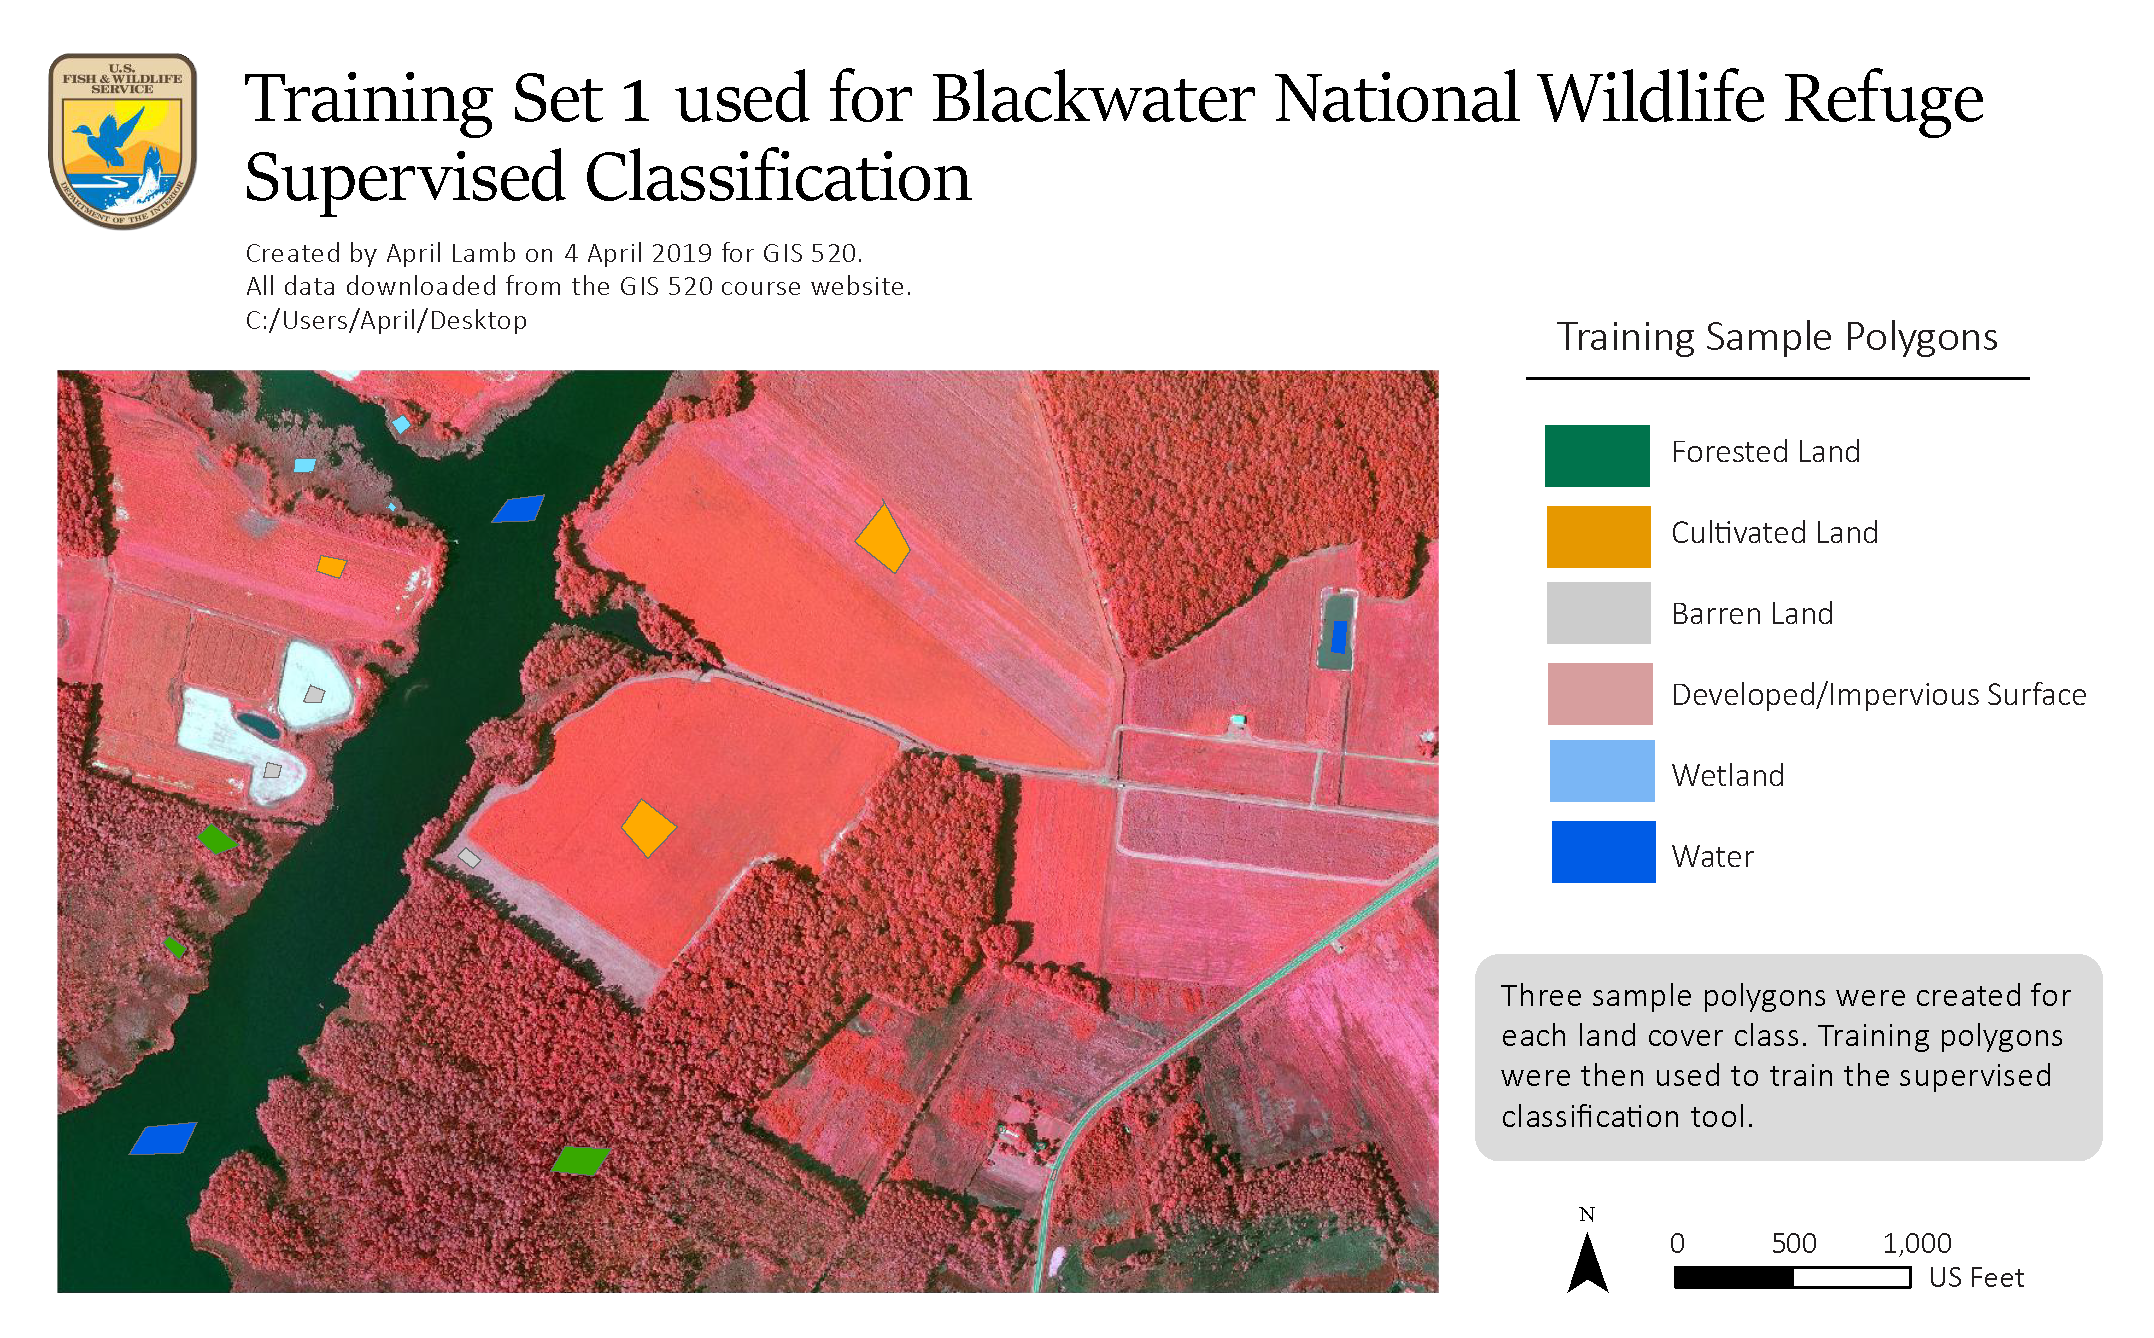 U.S.
FISH & WILDLIFE
SERVICE
DEPARTMENT OF THE INTERIOR
Training Set 1 used for Blackwater National Wildlife Refuge
Supervised Classification
Created by April Lamb on 4 April 2019 for GIS 520.
All data downloaded from the GIS 520 course website.
C:/Users/April/Desktop
Training Sample Polygons
Forested Land
Cultivated Land
Barren Land
Developed/Impervious Surface
Wetland
Water
Three sample polygons were created for
each land cover class. Training polygons
were then used to train the supervised
classification tool.
N
0 500 1,000
US Feet